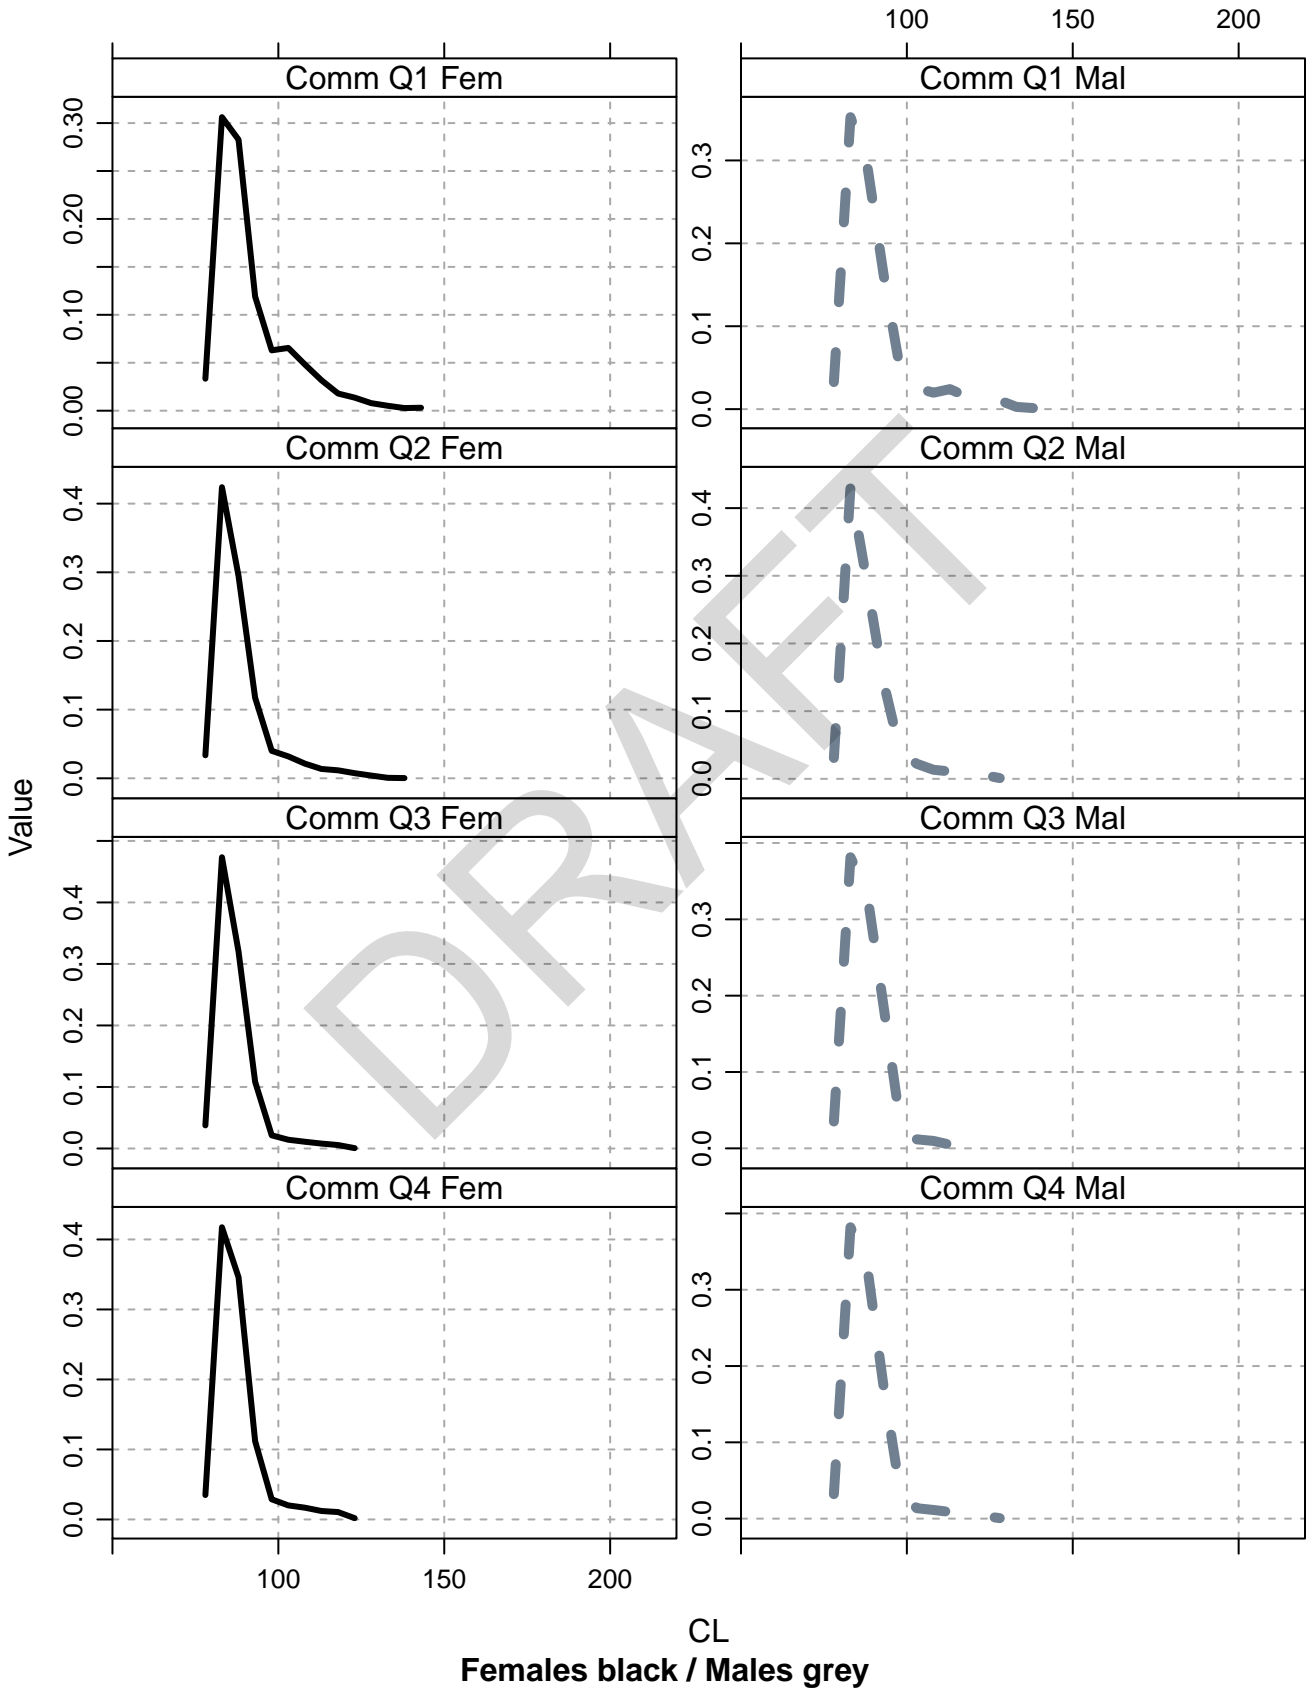 100 150 200
Comm Q1 Fem
Comm Q1 Mal
0.00 0.10 0.20 0.30
0.0 0.1 0.2 0.3
Comm Q2 Fem
Comm Q2 Mal
0.0 0.1 0.2 0.3 0.4
0.0 0.1 0.2 0.3 0.4
Comm Q3 Fem
Comm Q3 Mal
0.0 0.1 0.2 0.3 0.4
0.0 0.1 0.2 0.3
Comm Q4 Fem
Comm Q4 Mal
0.0 0.1 0.2 0.3 0.4
0.0 0.1 0.2 0.3
Value
DRAFT
100 150 200
CL
Females black / Males grey